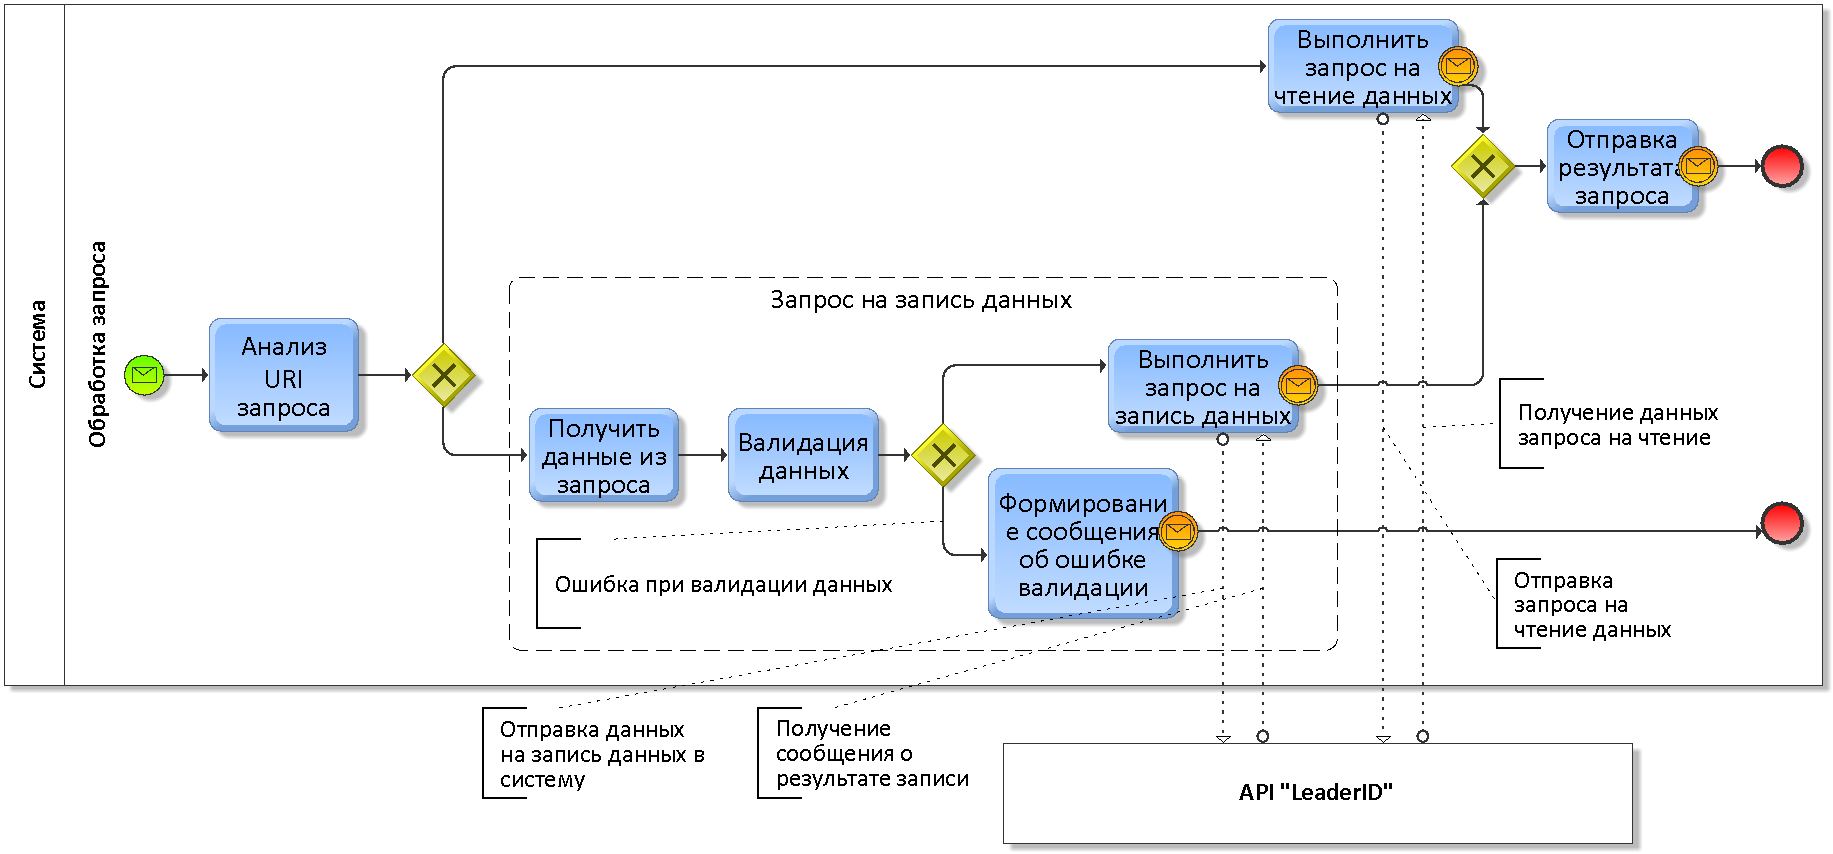 Система
Обработка запроса
Анализ
URI
запроса
Выполнить
запрос на
чтение данных
Отправка
результата
запроса
Запрос на запись данных
Получить
данные из
запроса
Валидация
данных
Выполнить
запрос на
запись данных
Формировани
е сообщения
об ошибке
валидации
Ошибка при валидации данных
Получение данных
запроса на чтение
Отправка
запроса на
чтение данных
Отправка данных
на запись данных в
систему
Получение
сообщения о
результате записи
API "LeaderID"